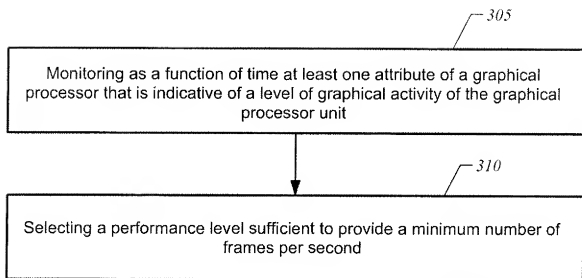 305
Monitoring as a function of time at least one attribute of a graphical
processor that is indicative of a level of graphical activity of the graphical
processor unit
310
Selecting a performance level sufficient to provide a minimum number of
frames per second